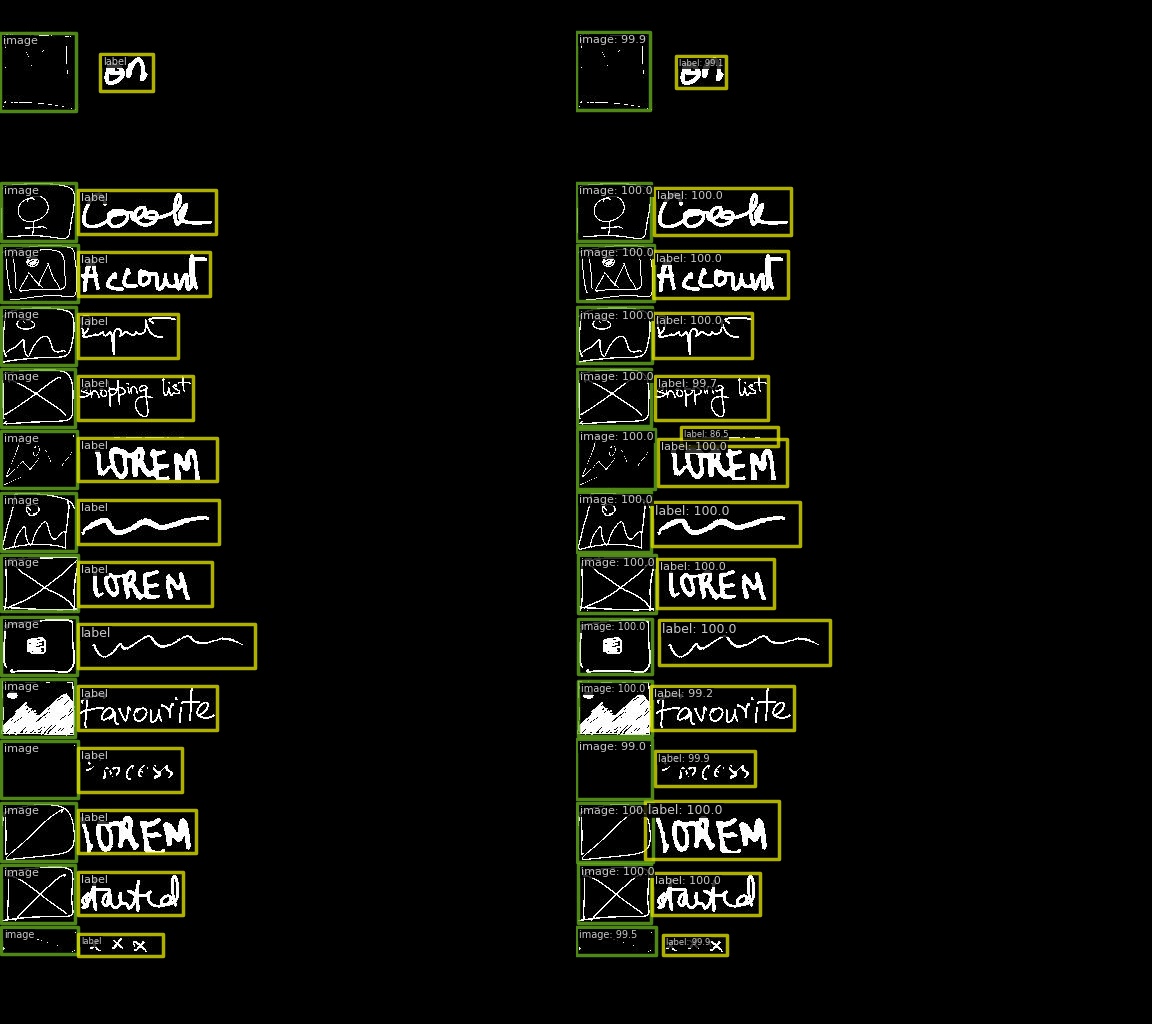 image label image: 99.9 label: 99.1
on on
image label image: 100.0 label: 100.0
Cook Cook
image label image: 100.0 label: 100.0
Account Account
image label image: 100.0 label: 100.0
image label image: 100.0 label: 99.7
shopping list shopping list
label: 86.5
image label image: 100.0 label: 100.0
LOREM LOREM
image label image: 100.0 label: 100.0
image label image: 100.0 label: 100.0
LOREM LOREM
image label image: 100.0 label: 100.0
image label image: 100.0 label: 99.2
Favourite Favourite
image label image: 99.0 label: 99.9
image label image: 100.0 label: 100.0
LOREM LOREM
image label image: 100.0 label: 100.0
started started
image label image: 99.5 label: 99.9
x x x